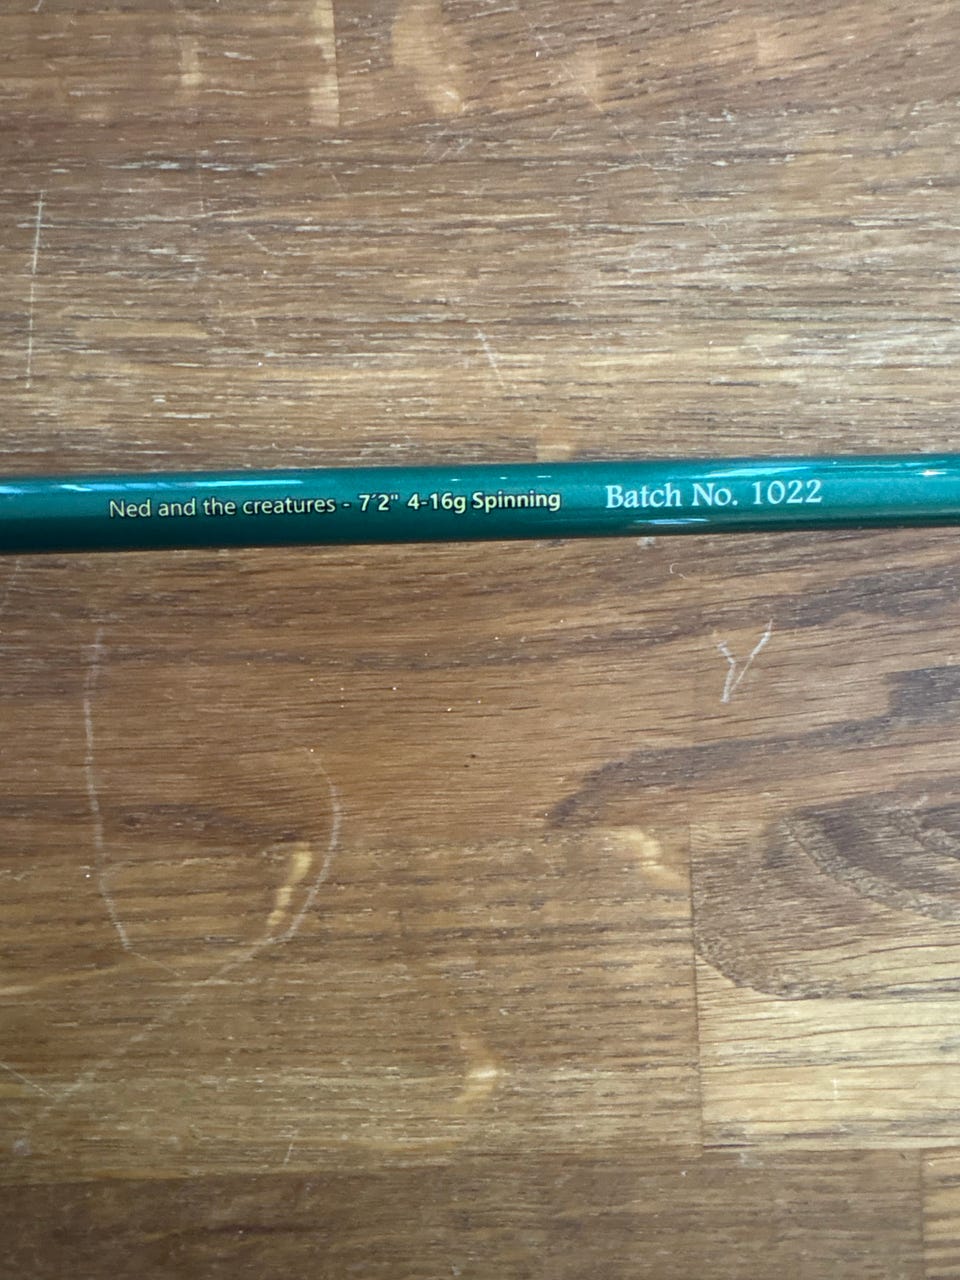 Ned and the creatures - 7´2" 4-16g Spinning Batch No. 1022